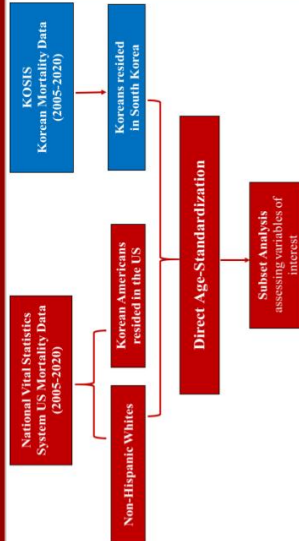 National Vital Statistics
System US Mortality Data
(2005-2020)
KOSIS
Korean Mortality Data
(2005-2020)
Non-Hispanic Whites
Korean Americans
resided in the US
Koreans resided
in South Korea
Direct Age-Standardization
Subset Analysis
assessing variables of
interest